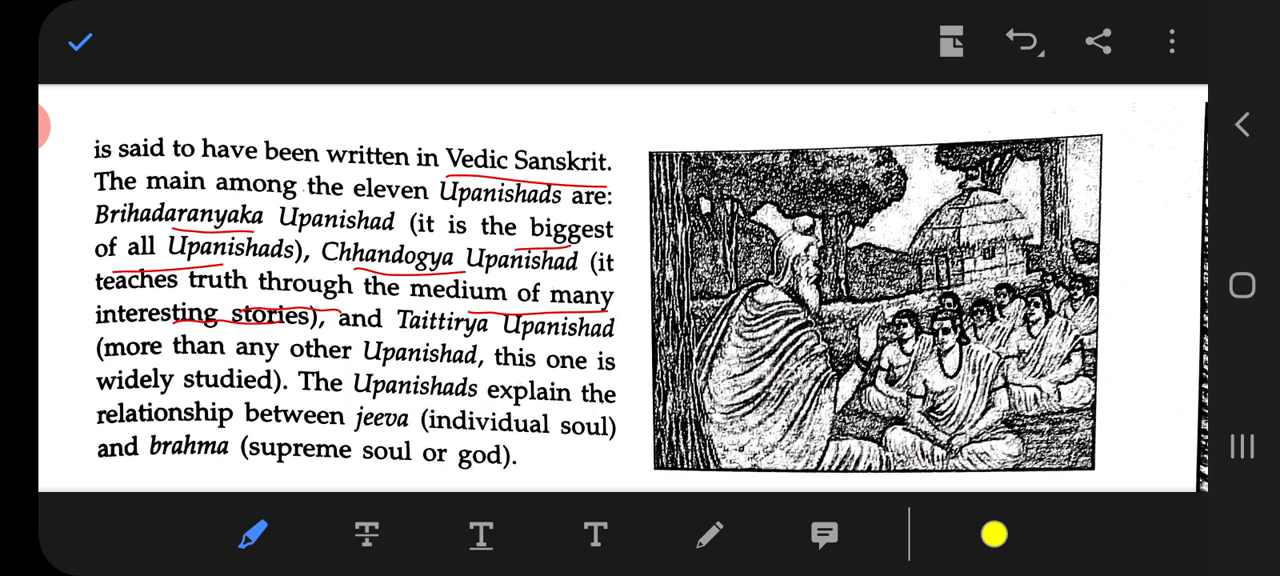 is said to have been written in Vedic Sanskrit.
The main among the eleven Upanishads are:
Brihadaranyaka Upanishad (it is the biggest
of all Upanishads), Chhandogya Upanishad (it
teaches truth through the medium of many
interesting stories), and Taittirya Upanishad
(more than any other Upanishad, this one is
widely studied). The Upanishads explain the
relationship between jeeva (individual soul)
and brahma (supreme soul or god).